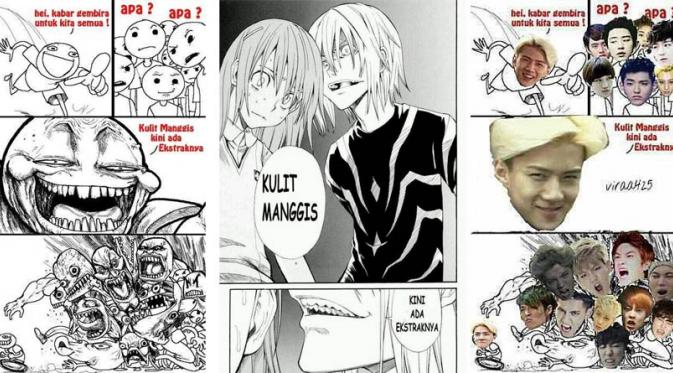 hei, kabar gembira
untuk kita semua !
apa ?
apa ?
Kulit Manggis
kini ada
Ekstraknya
KULIT
MANGGIS
KINI
ADA
EKSTRAKNYA
hei, kabar gembira
untuk kita semua !
apa ?
apa ?
Kulit Manggis
kini ada
Ekstraknya
viraa425